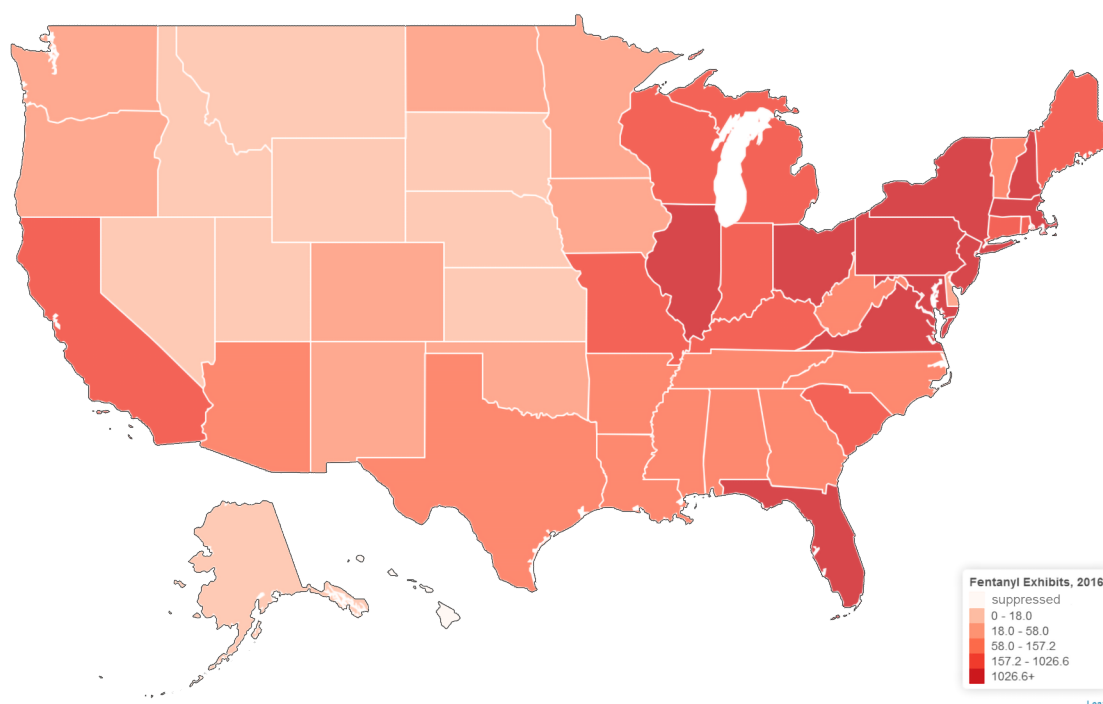 Fentanyl Exhibits, 2016
suppressed
0 - 18.0
18.0 - 58.0
58.0 - 157.2
157.2 - 1026.6
1026.6+